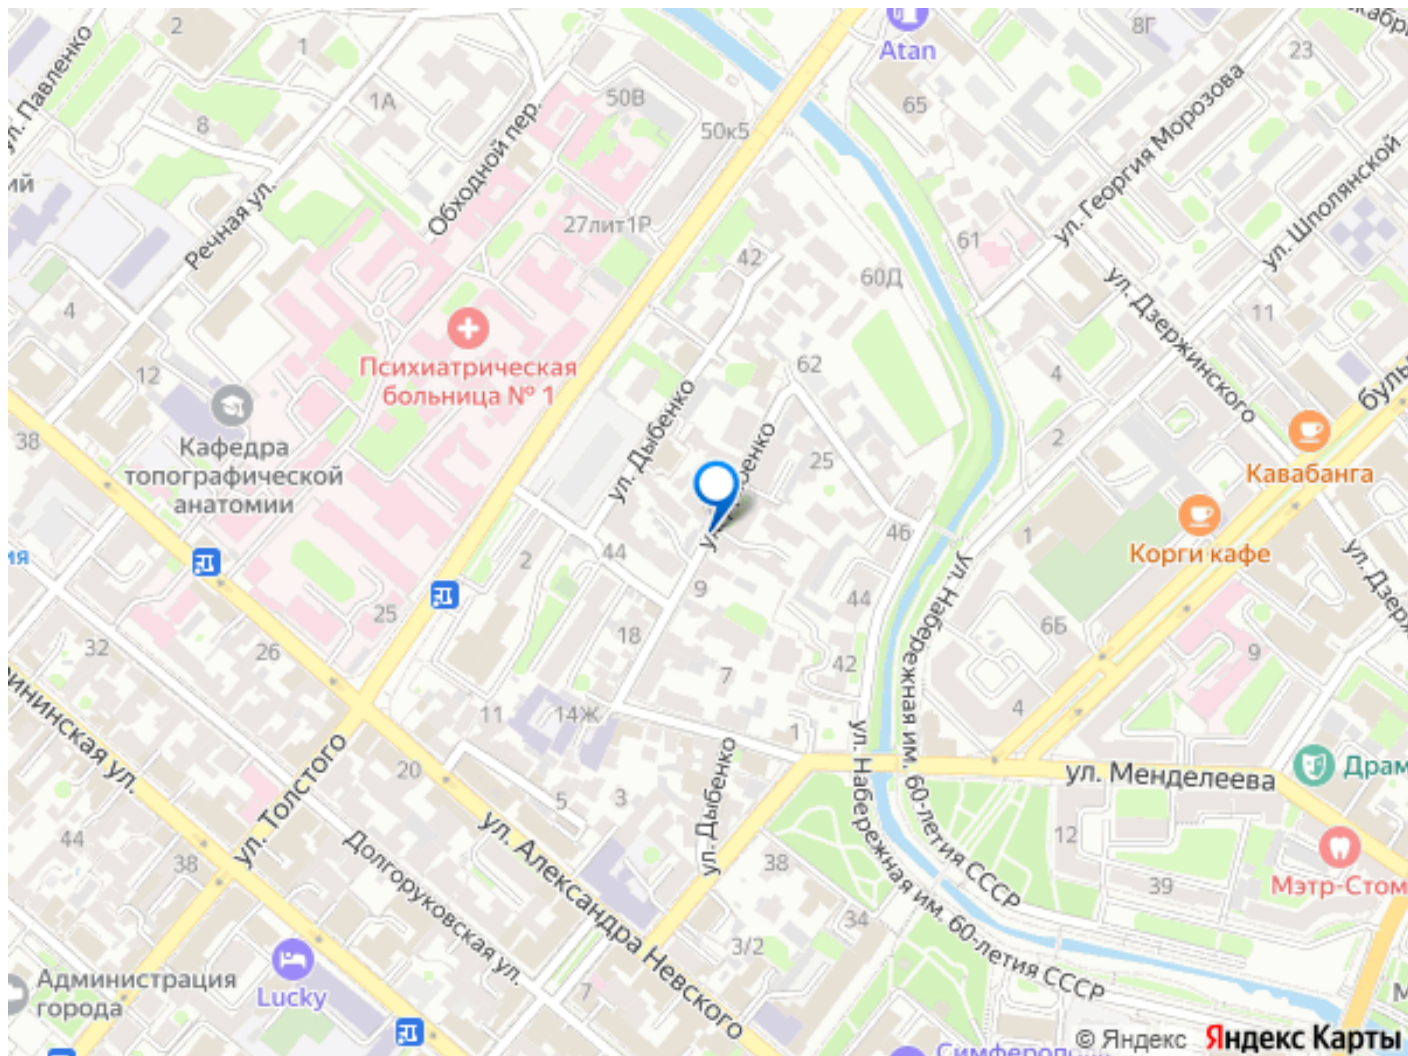 2
1
ул. Павленко
1А
8
Речная ул.
Обходной пер.
50В
50к5
Atan
65
8Г
23
ул. Георгия Морозова
ул. Шполянской
ий
27лит1Р
42
60Д
61
11
4
ул. Дзержинского
12
Психиатрическая
больница № 1
Кафедра
топографической
анатомии
38
62
ул. Дыбенко
25
4
2
Кавабанга
Корги кафе
ул. Набережная им. 60-летия СССР
46
1
44
2
9
44
25
18
6Б
9
32
26
42
7
4
11
14Ж
1
ул. Дыбенко
ул. Менделеева
Драм
20
5
3
ул. Толстого
44
38
Долгоруковская ул.
ул. Александра Невского
38
12
Мэтр-Стом
39
34
3/2
ул. Набережная им. 60-летия СССР
Администрация
города
Lucky
7
© Яндекс Яндекс Карты